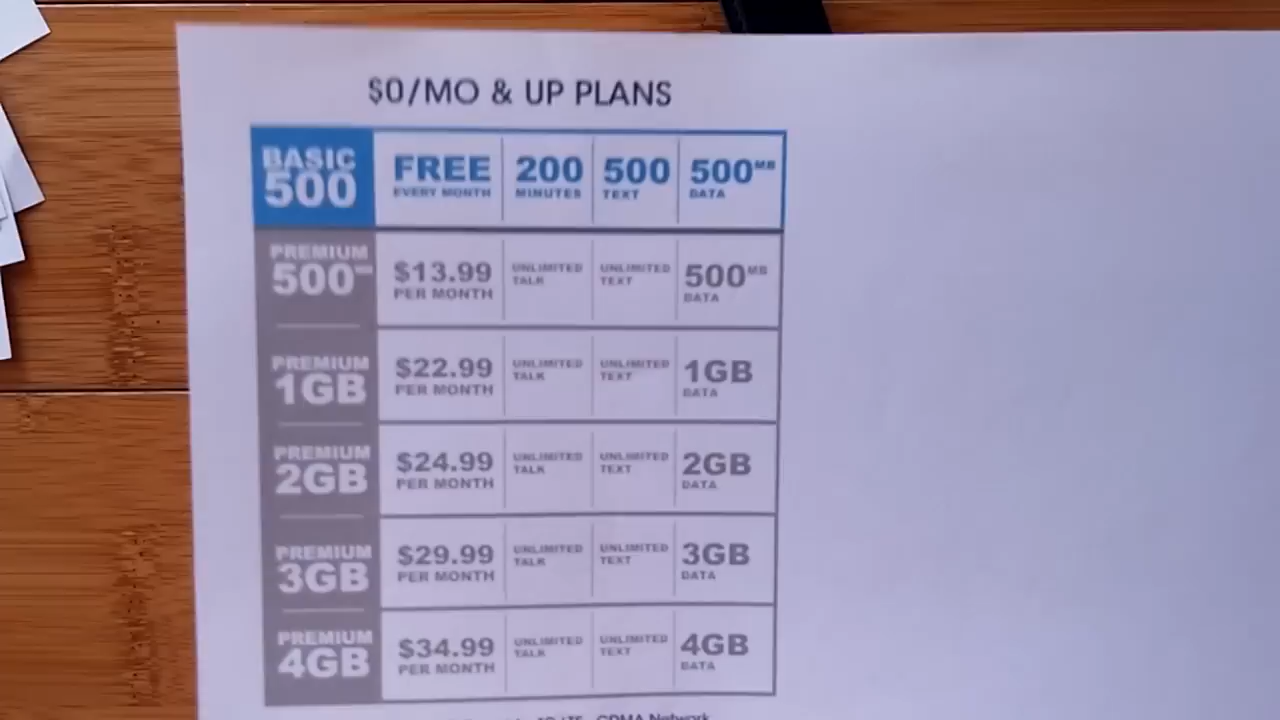 $0/MO & UP PLANS
BASIC 500 FREE EVERY MONTH 200 MINUTES 500 TEXT 500MB DATA
PREMIUM 500MB $13.99 PER MONTH UNLIMITED TALK UNLIMITED TEXT 500MB DATA
PREMIUM 1GB $22.99 PER MONTH UNLIMITED TALK UNLIMITED TEXT 1GB DATA
PREMIUM 2GB $24.99 PER MONTH UNLIMITED TALK UNLIMITED TEXT 2GB DATA
PREMIUM 3GB $29.99 PER MONTH UNLIMITED TALK UNLIMITED TEXT 3GB DATA
PREMIUM 4GB $34.99 PER MONTH UNLIMITED TALK UNLIMITED TEXT 4GB DATA
CDMA Network